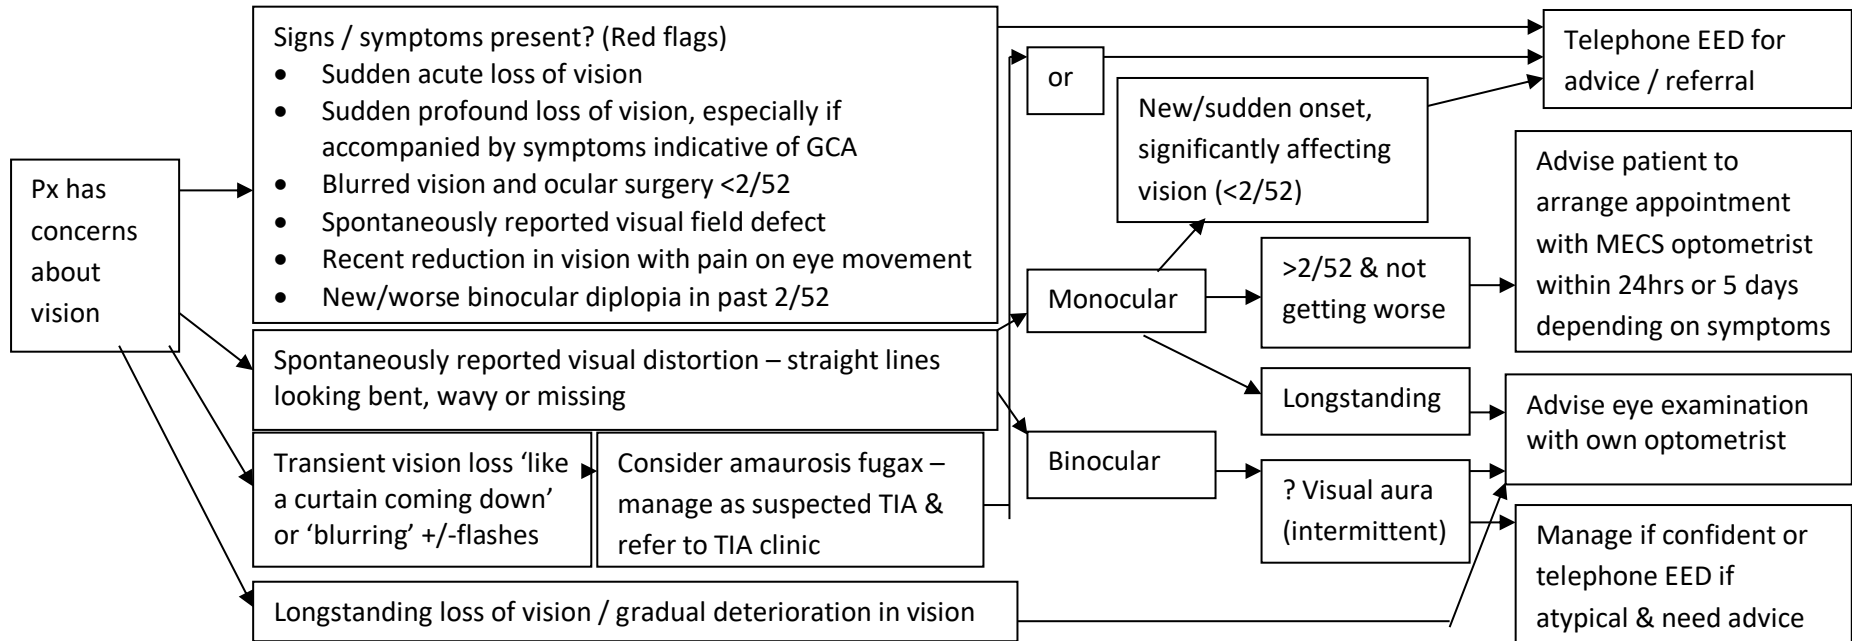 Px has
concerns
about
vision
Signs / symptoms present? (Red flags)
• Sudden acute loss of vision
• Sudden profound loss of vision, especially if
accompanied by symptoms indicative of GCA
• Blurred vision and ocular surgery <2/52
• Spontaneously reported visual field defect
• Recent reduction in vision with pain on eye movement
• New/worse binocular diplopia in past 2/52
Spontaneously reported visual distortion – straight lines
looking bent, wavy or missing
Transient vision loss ‘like
a curtain coming down’
or ‘blurring’ +/-flashes
Consider amaurosis fugax –
manage as suspected TIA &
refer to TIA clinic
Longstanding loss of vision / gradual deterioration in vision
or
New/sudden onset,
significantly affecting
vision (<2/52)
Monocular
>2/52 & not
getting worse
Longstanding
Binocular
? Visual aura
(intermittent)
Telephone EED for
advice / referral
Advise patient to
arrange appointment
with MECS optometrist
within 24hrs or 5 days
depending on symptoms
Advise eye examination
with own optometrist
Manage if confident or
telephone EED if
atypical & need advice